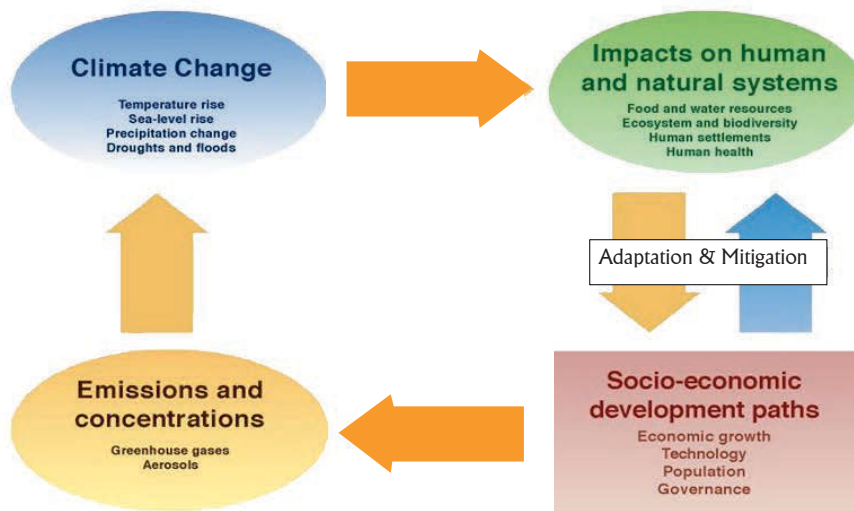 Climate Change
Temperature rise
Sea-level rise
Precipitation change
Droughts and floods
Impacts on human
and natural systems
Food and water resources
Ecosystem and biodiversity
Human settlements
Human health
Adaptation & Mitigation
Emissions and
concentrations
Greenhouse gases
Aerosols
Socio-economic
development paths
Economic growth
Technology
Population
Governance